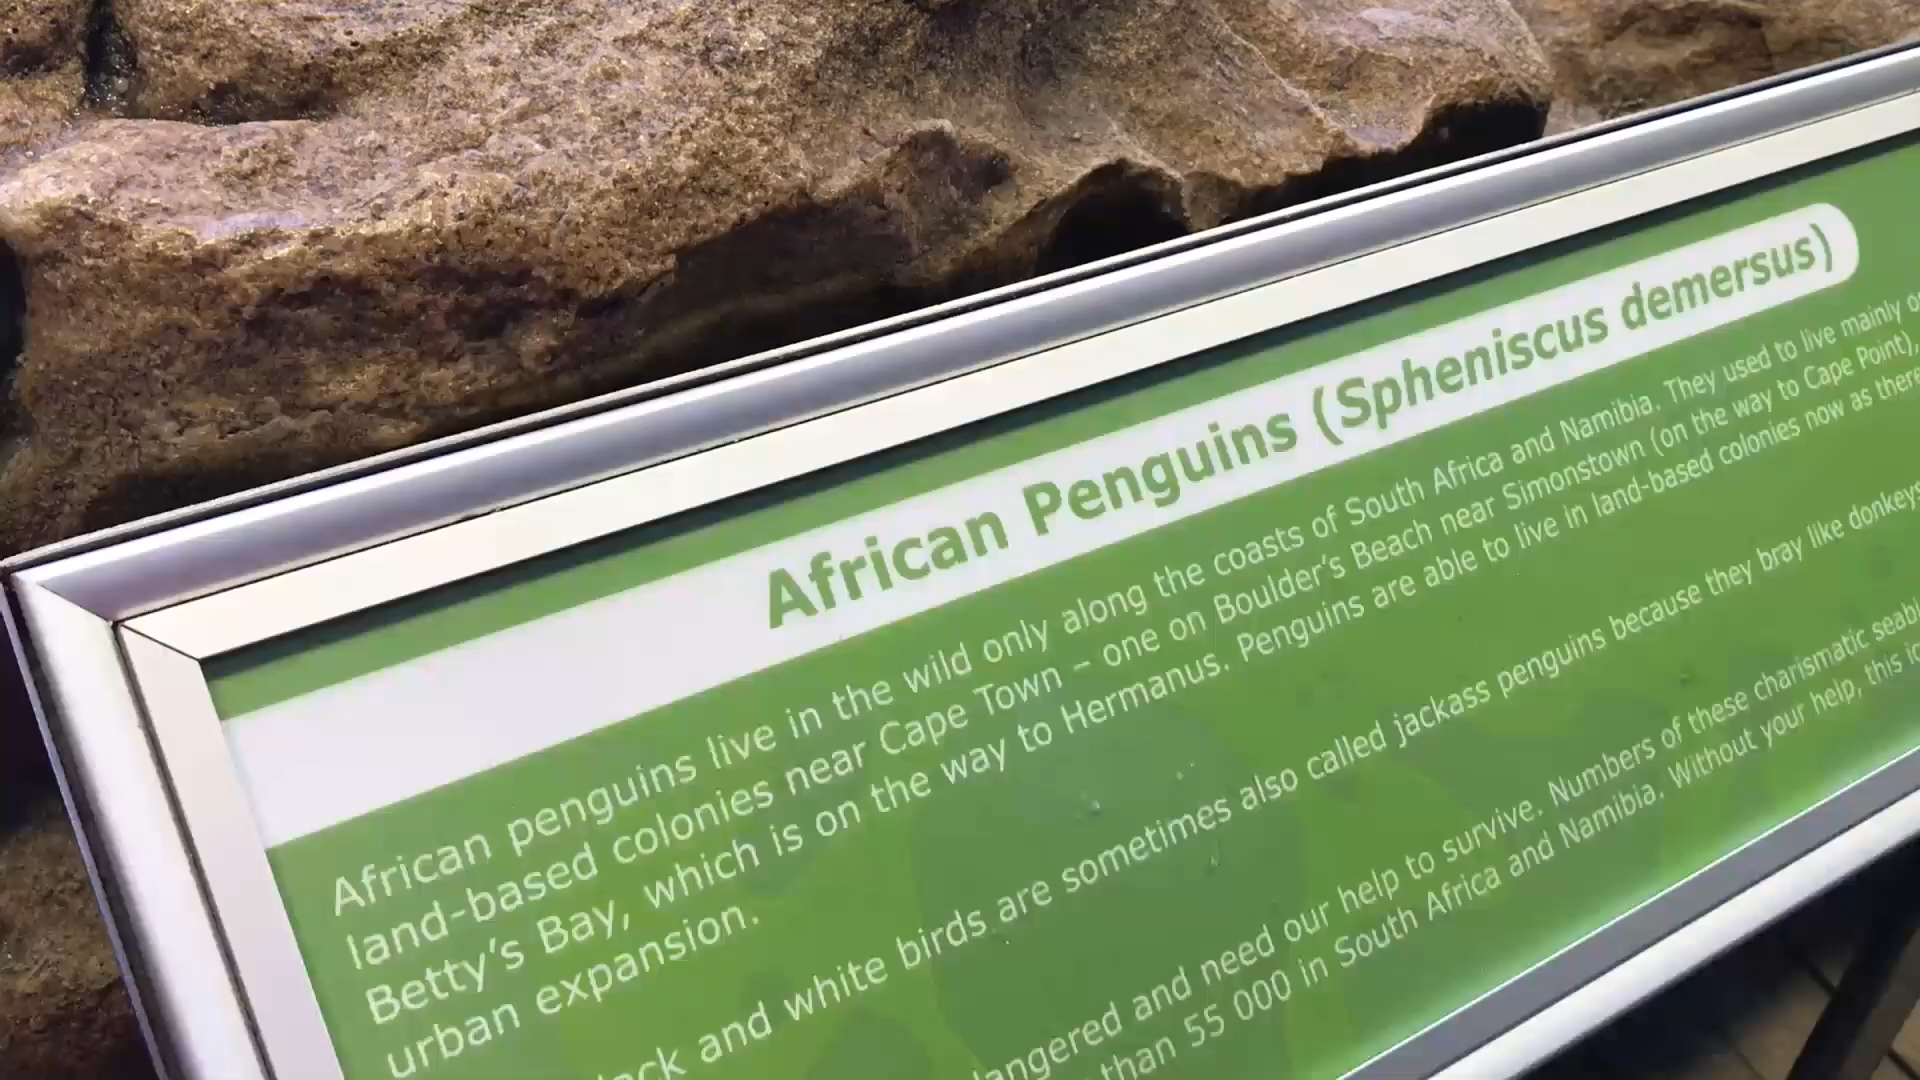 African Penguins (Spheniscus demersus)
African penguins live in the wild only along the coasts of South Africa and Namibia. They used to live mainly
land-based colonies near Cape Town – one on Boulder's Beach near Simonstown (on the way to Cape Point),
Betty's Bay, which is on the way to Hermanus. Penguins are able to live in land-based colonies now as there
urban expansion.
and white birds are sometimes also called jackass penguins because they bray like donkeys
and need our help to survive. Numbers of these charismatic
than 55 000 in South Africa and Namibia. Without your help, this